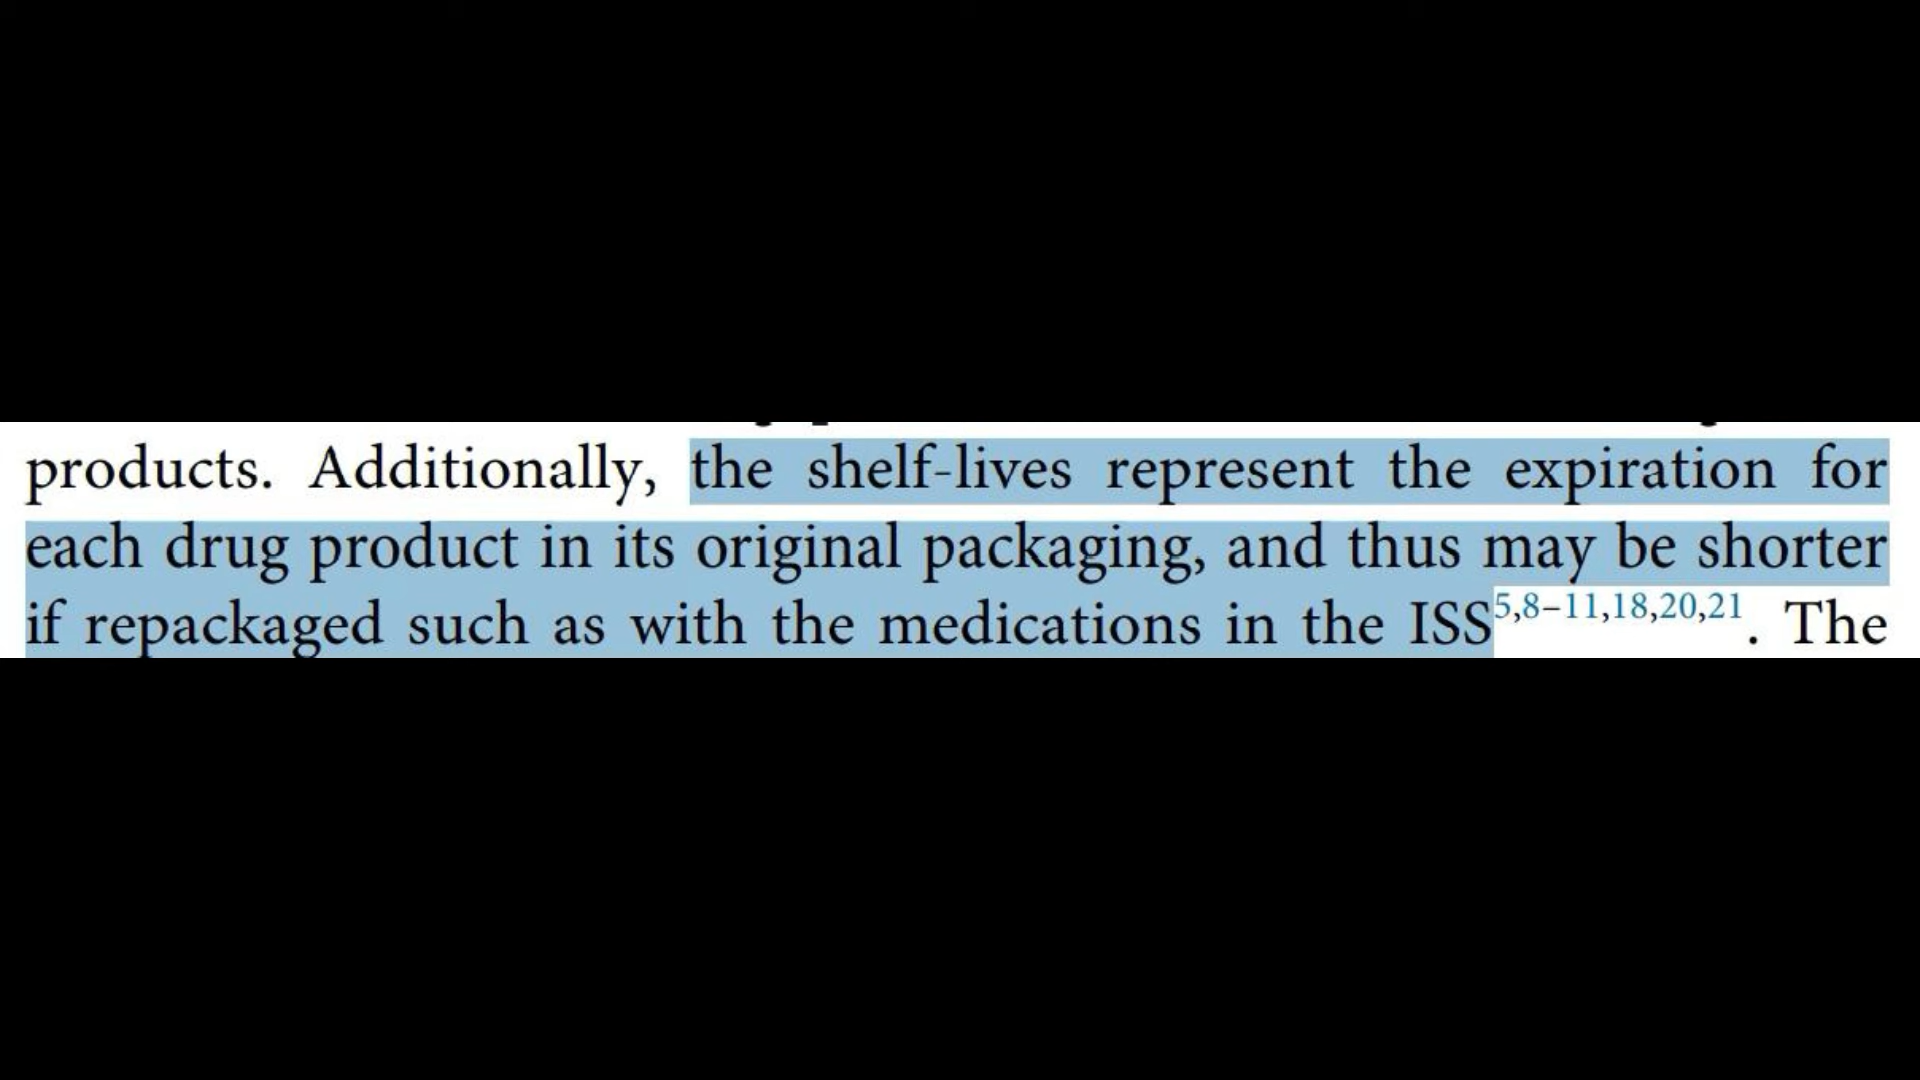 products. Additionally, the shelf-lives represent the expiration for
each drug product in its original packaging, and thus may be shorter
if repackaged such as with the medications in the ISS5,8–11,18,20,21. The